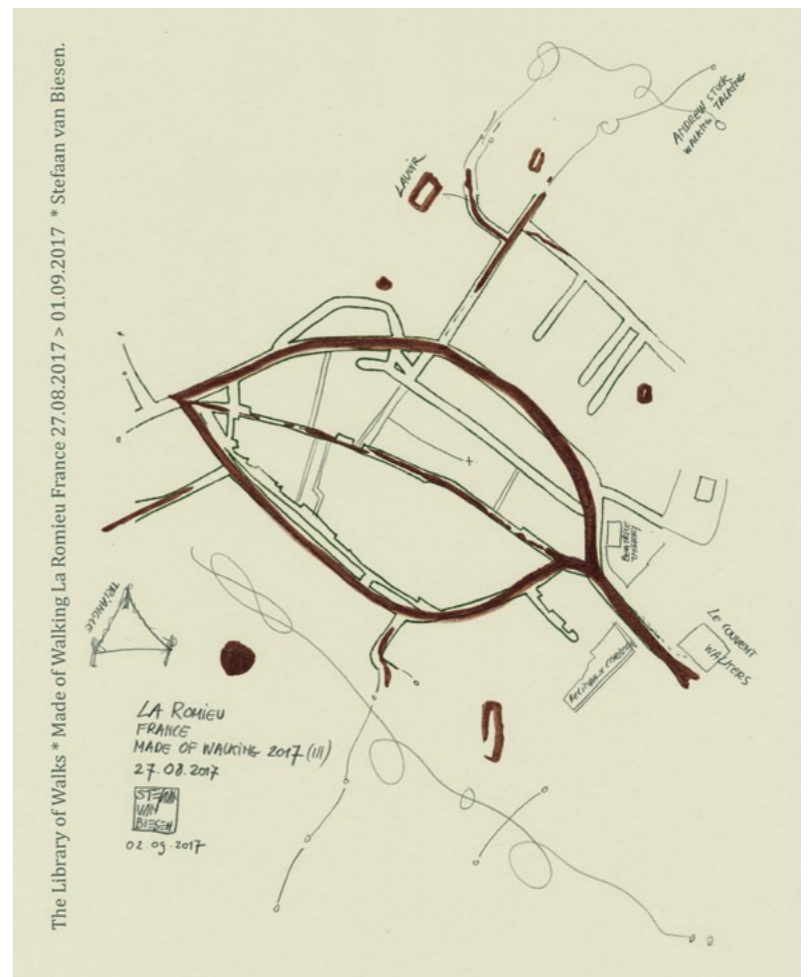 The Library of Walks * Made of Walking La Romieu France 27.08.2017 > 01.09.2017 * Stefaan van Biesen.
ANDREW STUCK
WALKING TALKING
LAVOIR
TRIANGLE
LE COUVENT
WALKERS
LA ROMIEU
FRANCE
MADE OF WALKING 2017 (III)
27.08.2017
STEFAAN
VAN
BIESEN
02.09.2017